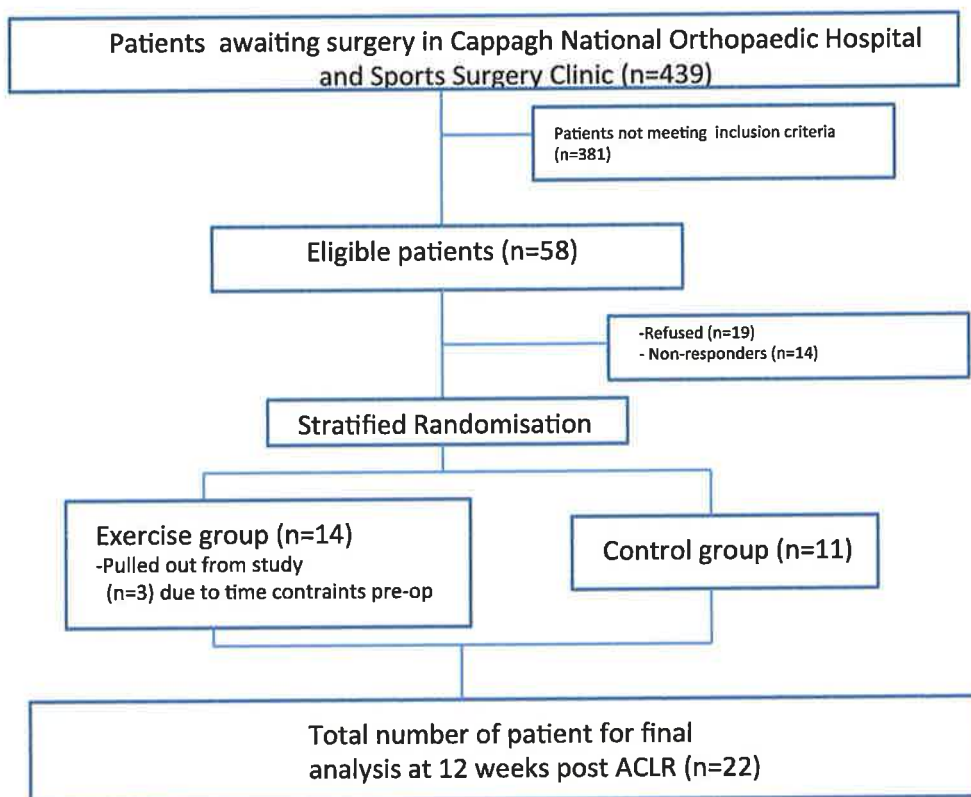 Patients awaiting surgery in Cappagh National Orthopaedic Hospital
and Sports Surgery Clinic (n=439)
Patients not meeting inclusion criteria
(n=381)
Eligible patients (n=58)
-Refused (n=19)
- Non-responders (n=14)
Stratified Randomisation
Exercise group (n=14)
-Pulled out from study
(n=3) due to time contraints pre-op
Control group (n=11)
Total number of patient for final
analysis at 12 weeks post ACLR (n=22)